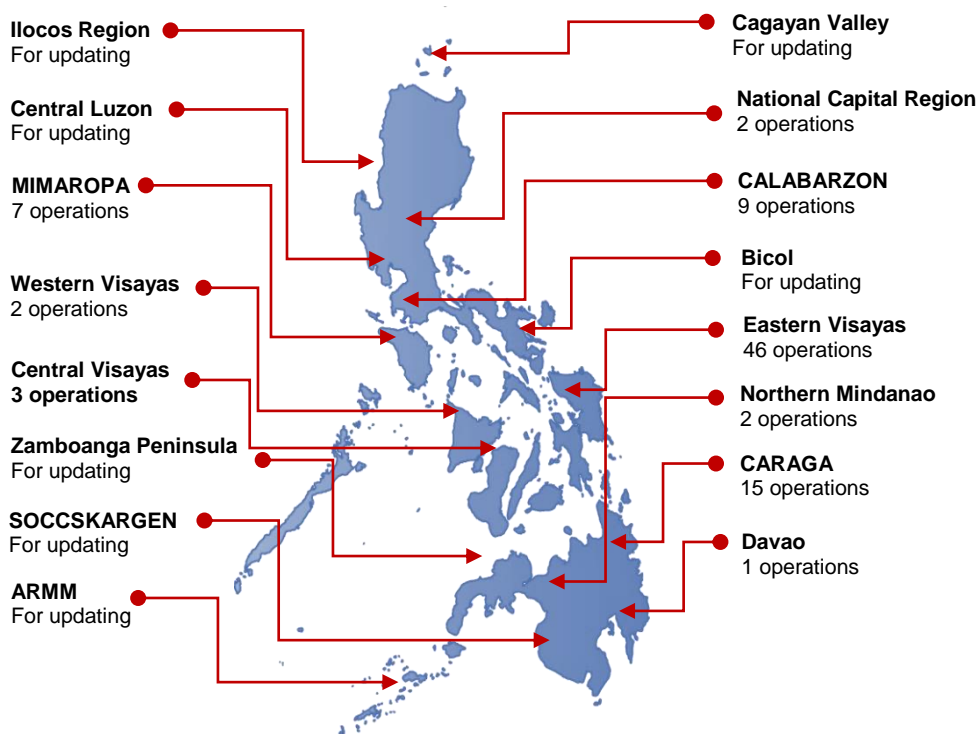 Ilocos Region
For updating
Central Luzon
For updating
MIMAROPA
7 operations
Western Visayas
2 operations
Central Visayas
3 operations
Zamboanga Peninsula
For updating
SOCCSKARGEN
For updating
ARMM
For updating
Cagayan Valley
For updating
National Capital Region
2 operations
CALABARZON
9 operations
Bicol
For updating
Eastern Visayas
46 operations
Northern Mindanao
2 operations
CARAGA
15 operations
Davao
1 operations